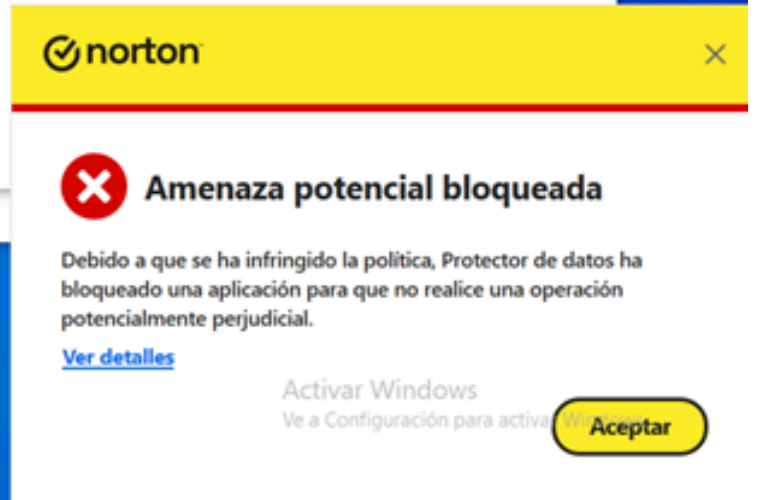 norton
Amenaza potencial bloqueada
Debido a que se ha infringido la política, Protector de datos ha
bloqueado una aplicación para que no realice una operación
potencialmente perjudicial.
Ver detalles
Activar Windows
Ve a Configuración para activar Windows.
Aceptar